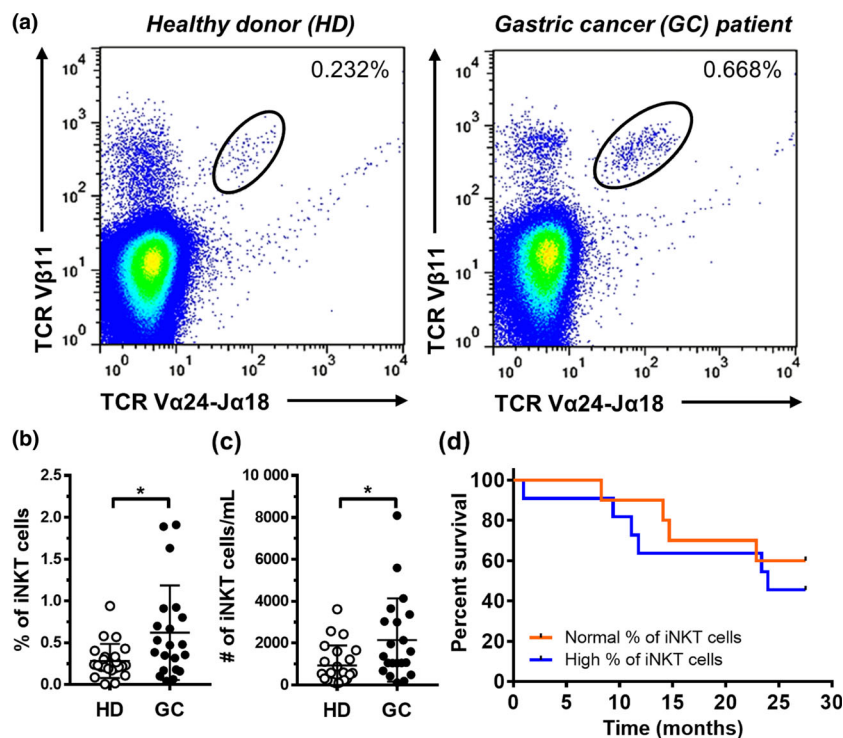 (a)
Healthy donor (HD)
Gastric cancer (GC) patient
0.232%
0.668%
10⁴
10³
10²
10¹
10⁰
TCR Vβ11
10⁰ 10¹ 10² 10³ 10⁴
TCR Vα24-Jα18
10⁴
10³
10²
10¹
10⁰
TCR Vβ11
10⁰ 10¹ 10² 10³ 10⁴
TCR Vα24-Jα18
(b)
% of iNKT cells
2.5
2.0
1.5
1.0
0.5
0.0
*
HD GC
(c)
# of iNKT cells/mL
10 000
8000
6000
4000
2000
0
*
HD GC
(d)
Percent survival
100
80
60
40
20
0
Normal % of iNKT cells
High % of iNKT cells
0 5 10 15 20 25 30
Time (months)